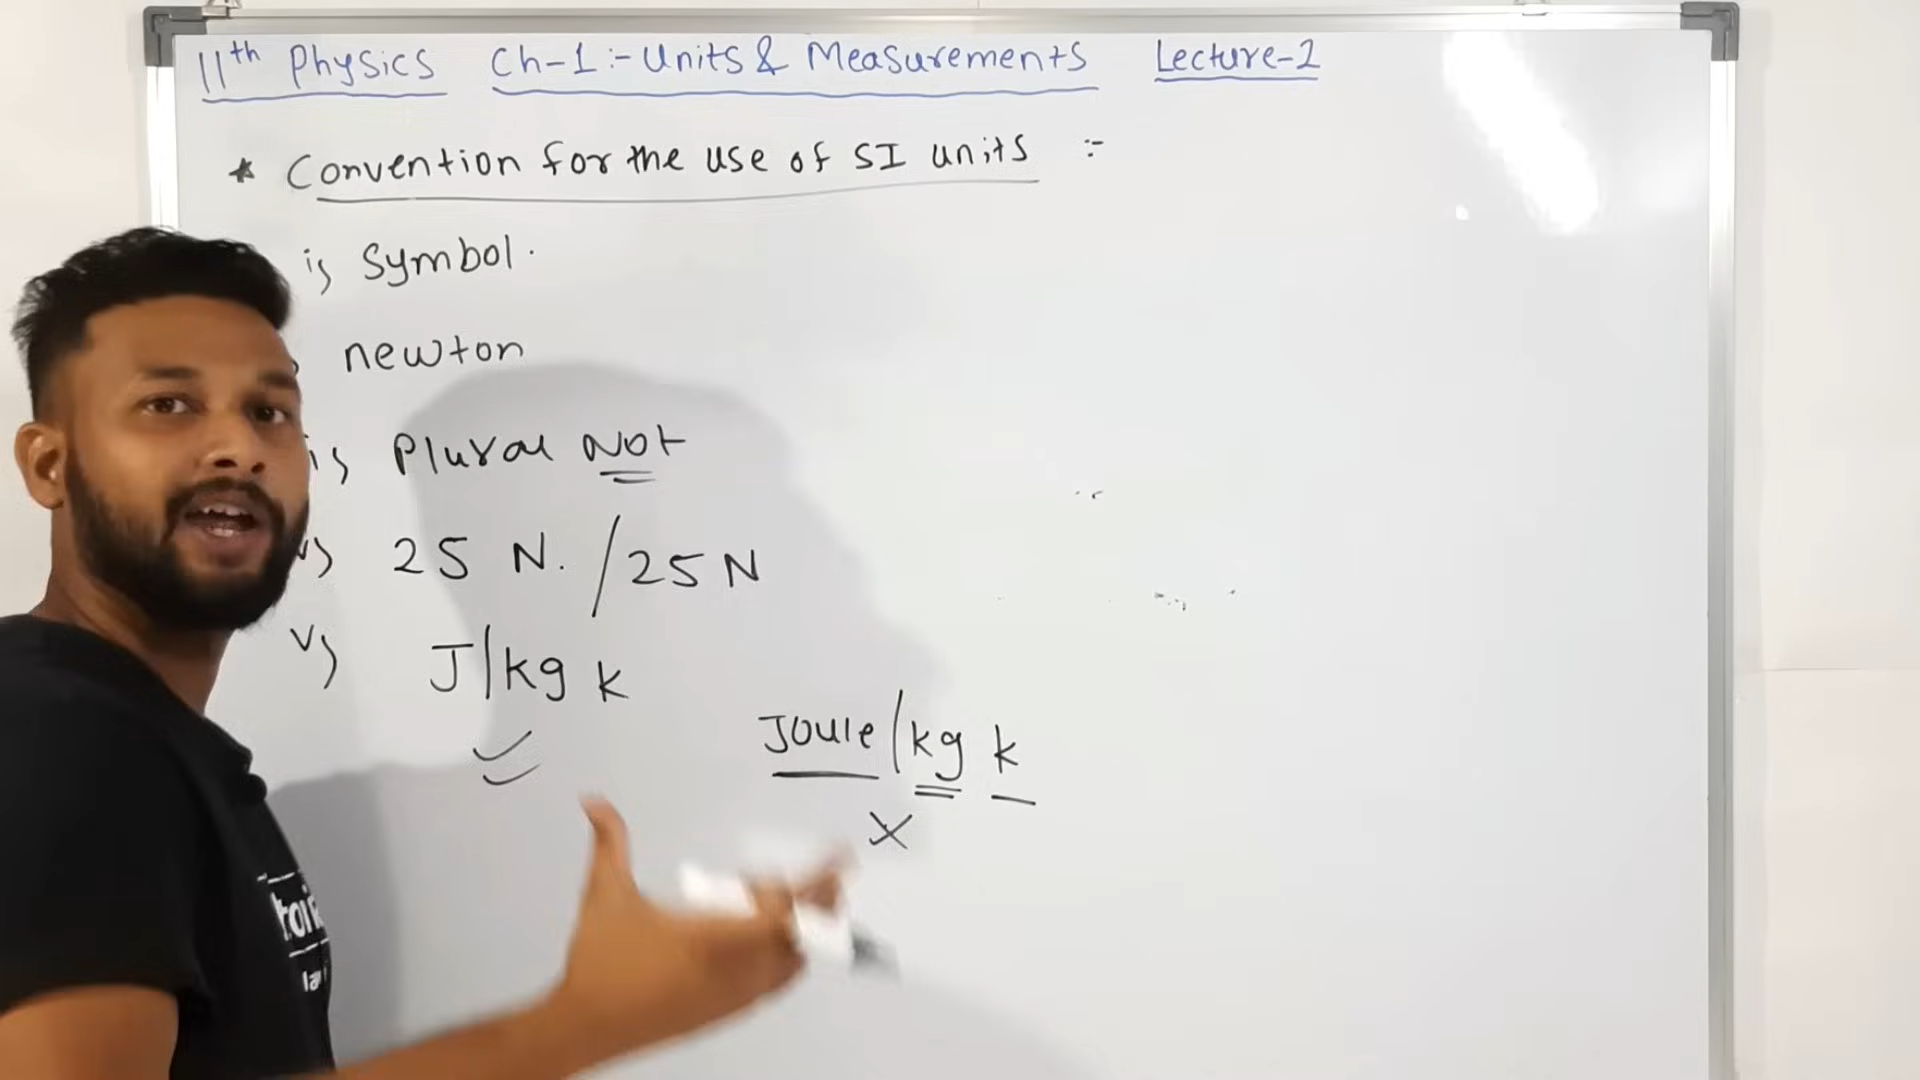 11th Physics Ch-1:- Units & Measurements Lecture-2
* Convention for the use of SI units :-
i) Symbol.
newton
Plural Not
25 N. / 25 N
v) J/kg k
Joule/kg k
X